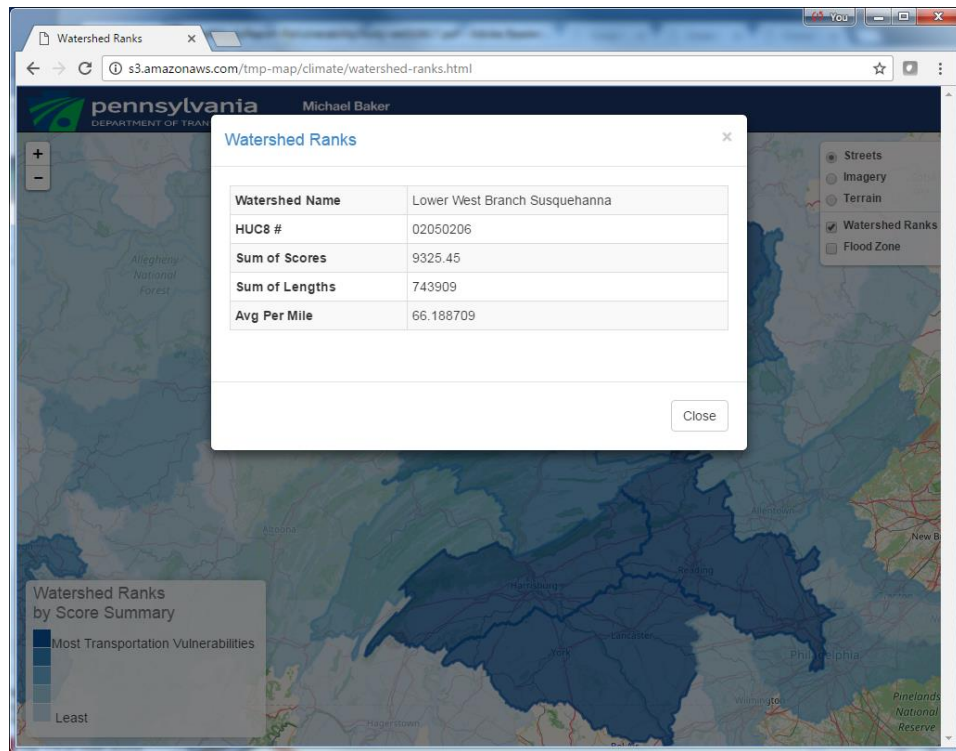 You
Watershed Ranks
s3.amazonaws.com/tmp-map/climate/watershed-ranks.html
pennsylvania
Michael Baker
DEPARTMENT OF TRAN
Watershed Ranks ×
+
−
Streets
Imagery
Terrain
Watershed Ranks
Flood Zone
Watershed Name Lower West Branch Susquehanna
HUC8 # 02050206
Sum of Scores 9325.45
Sum of Lengths 743909
Avg Per Mile 66.188709
Close
Allegheny
National
Forest
Altoona
Allentown
New B
Harrisburg
Reading
Lancaster
York
Philadelphia
Wilmington
Hagerstown
Pinelands
National
Reserve
Watershed Ranks
by Score Summary
Most Transportation Vulnerabilities
Least